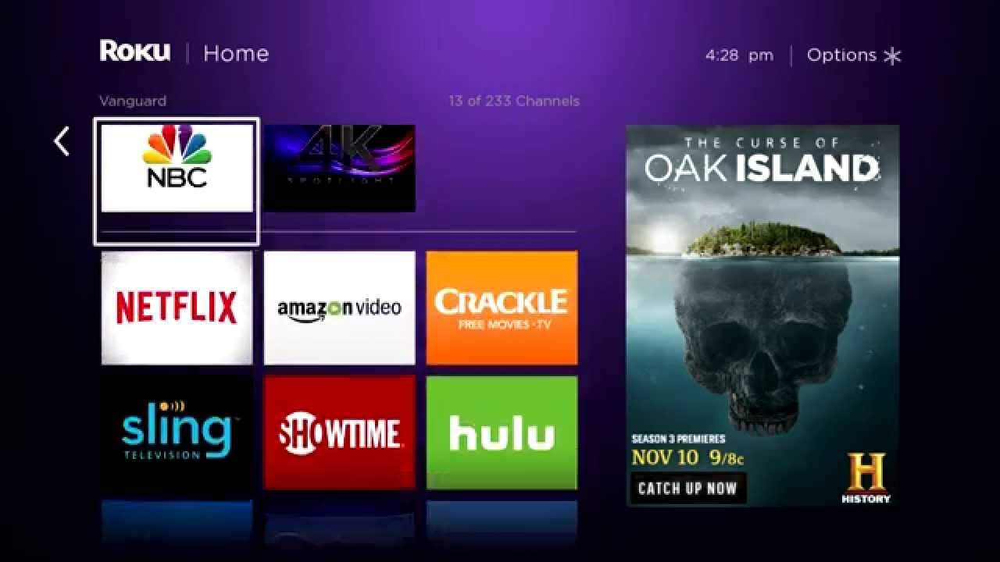 ROKU | Home
4:28 pm | Options
Vanguard
13 of 233 Channels
NBC
4K
SPOTLIGHT
NETFLIX
amazon video
CRACKLE
FREE MOVIES · TV
sling
TELEVISION
SHOWTIME
hulu
THE CURSE OF
OAK ISLAND
SEASON 3 PREMIERES
NOV 10 9/8c
CATCH UP NOW
H
HISTORY